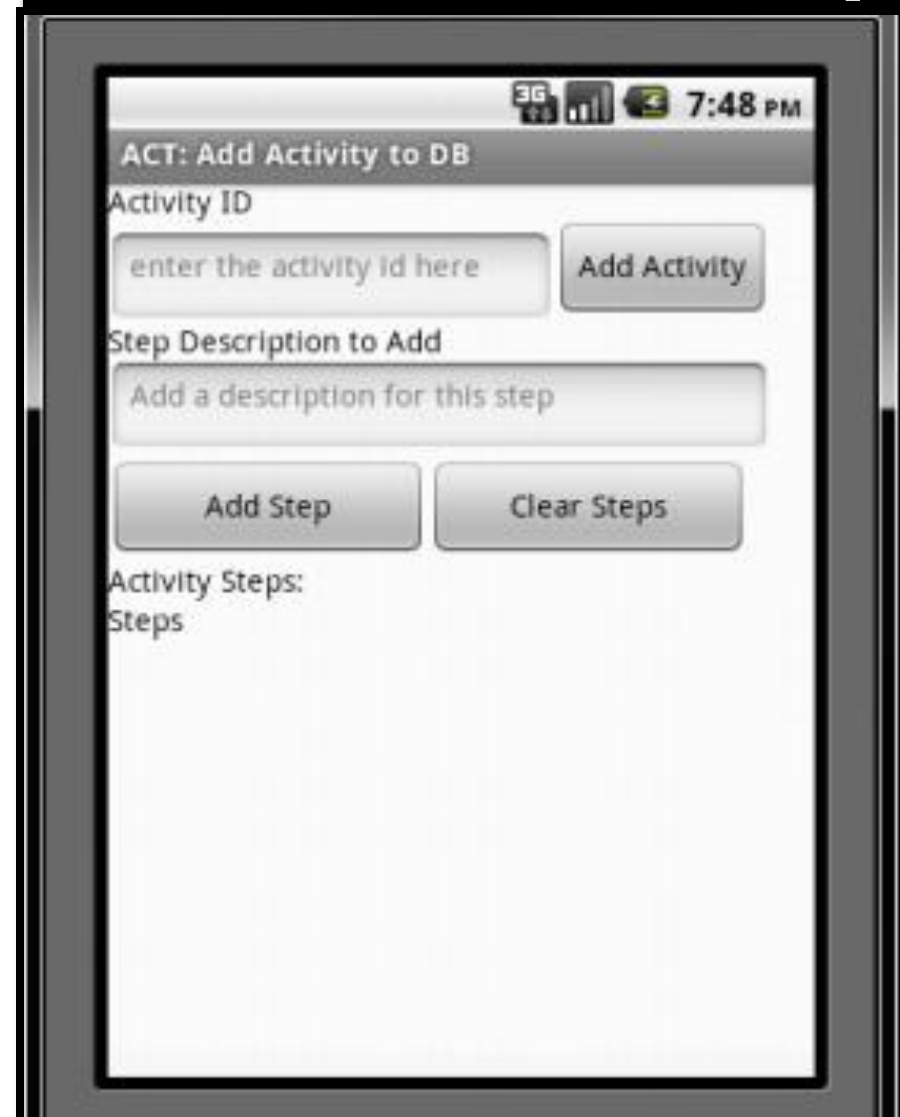 3G 7:48 PM
ACT: Add Activity to DB
Activity ID
enter the activity id here Add Activity
Step Description to Add
Add a description for this step
Add Step Clear Steps
Activity Steps:
Steps